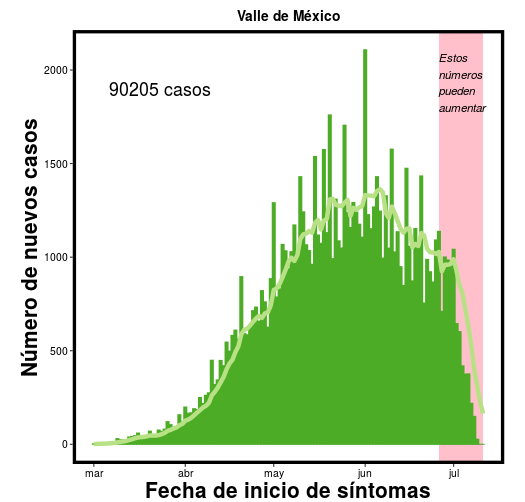 Valle de México
Estos
números
pueden
aumentar
90205 casos
Número de nuevos casos
2000
1500
1000
500
0
mar abr may jun jul
Fecha de inicio de síntomas